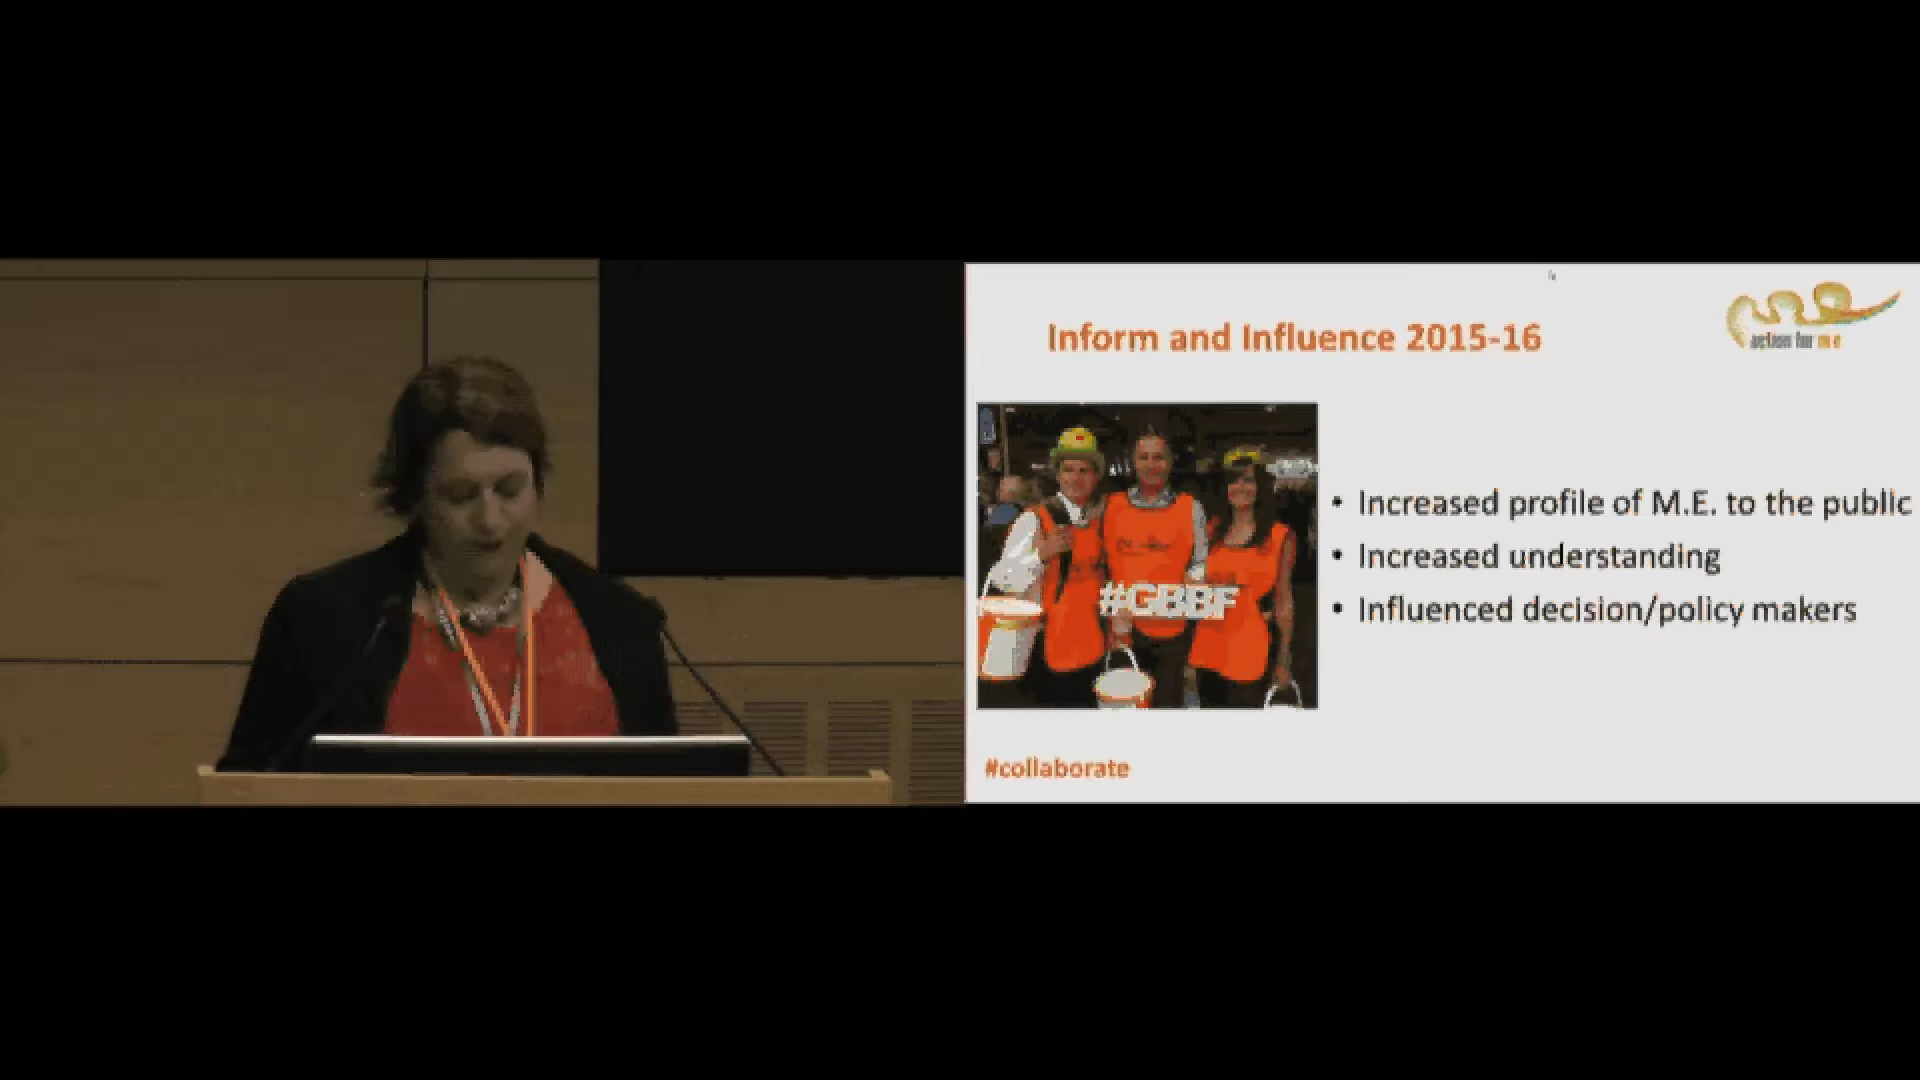 Inform and Influence 2015-16
action for m e
#GBBF
• Increased profile of M.E. to the public
• Increased understanding
• Influenced decision/policy makers
#collaborate